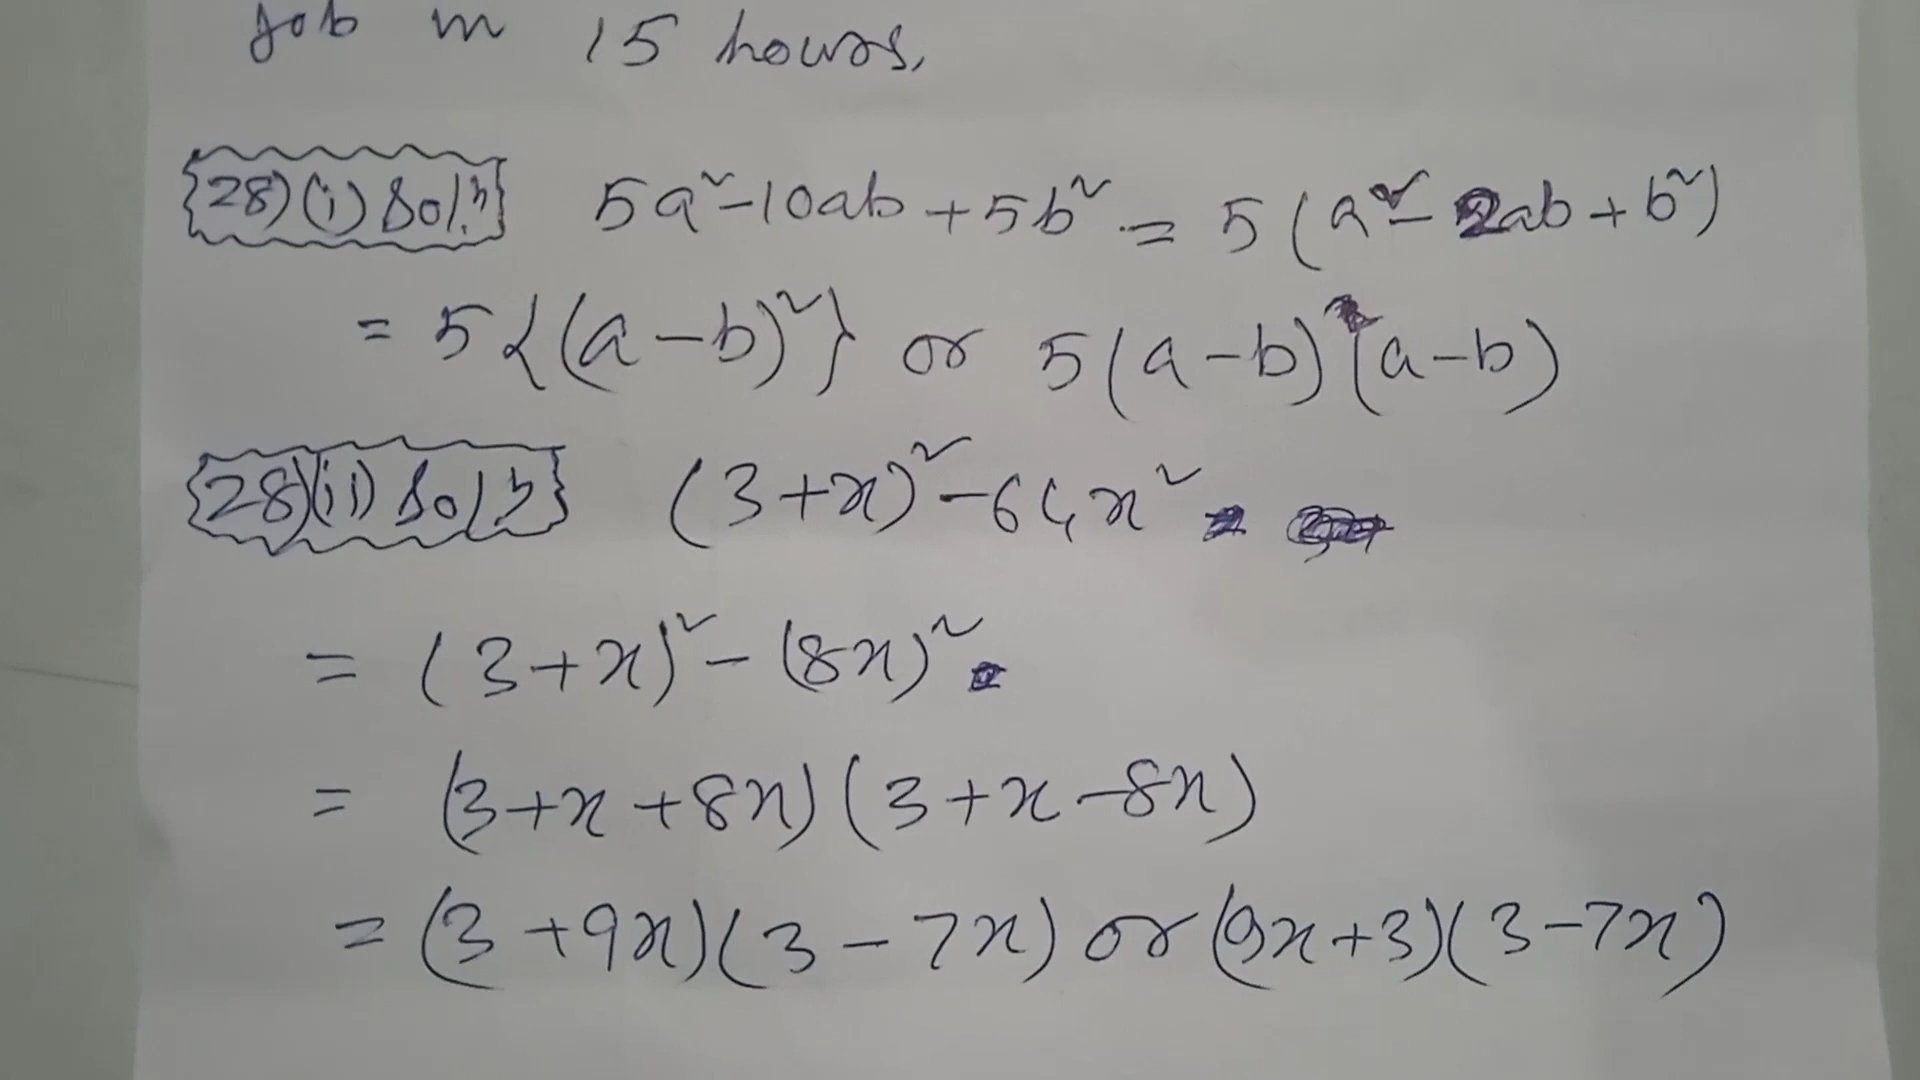 job in 15 hours,
28)(i) Solⁿ 5a²-10ab+5b² = 5(a²-2ab+b²)
= 5{(a-b)²} or 5(a-b)(a-b)
28)(ii) Solⁿ (3+x)²-64x²
= (3+x)²-(8x)²
= (3+x+8x)(3+x-8x)
= (3+9x)(3-7x) or (9x+3)(3-7x)